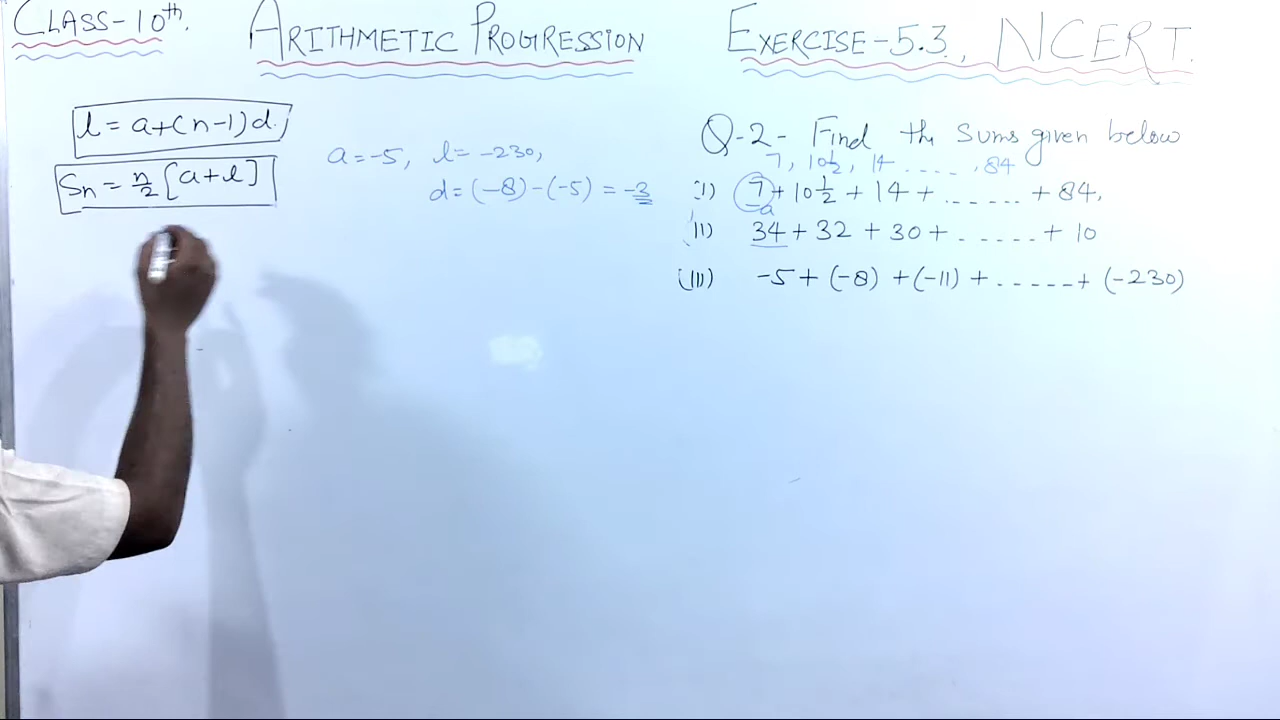 CLASS-10th.
ARITHMETIC PROGRESSION
EXERCISE-5.3, NCERT.
l = a+(n-1)d.
Sn = n/2 [a+l]
a=-5, l= -230,
d= (-8)-(-5) = -3
Q-2- Find the sums given below
7, 10½, 14 ....., 84
(I) 7 + 10½ + 14 + ...... + 84,
a
(II) 34 + 32 + 30 + ...... + 10
(III) -5 + (-8) + (-11) + ...... + (-230)